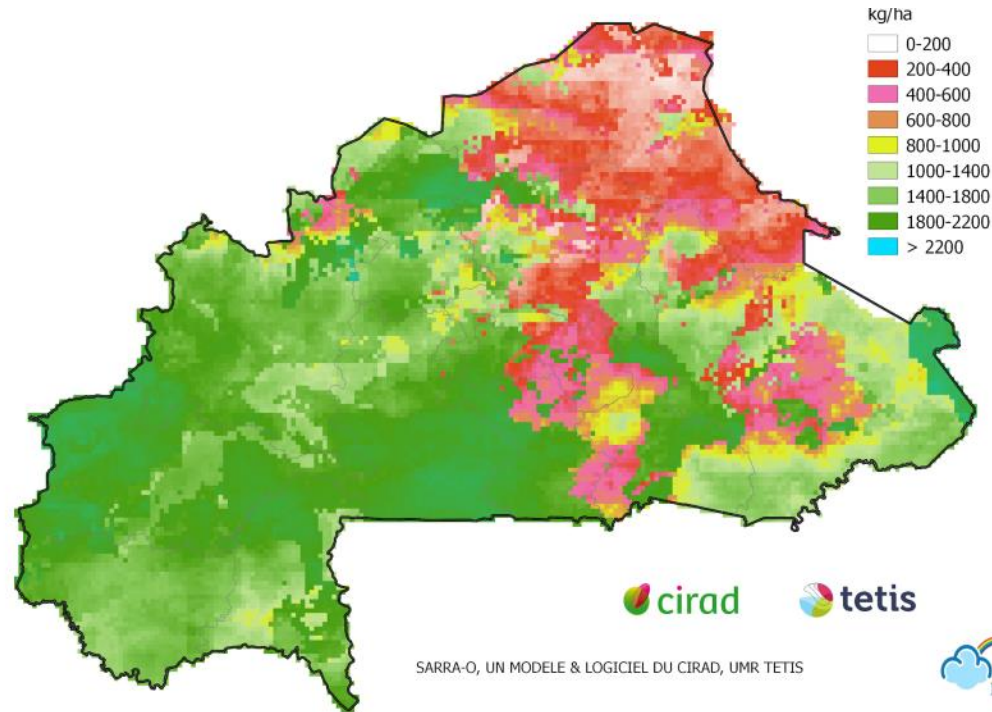 kg/ha
0-200
200-400
400-600
600-800
800-1000
1000-1400
1400-1800
1800-2200
> 2200
cirad
tetis
SARRA-O, UN MODELE & LOGICIEL DU CIRAD, UMR TETIS